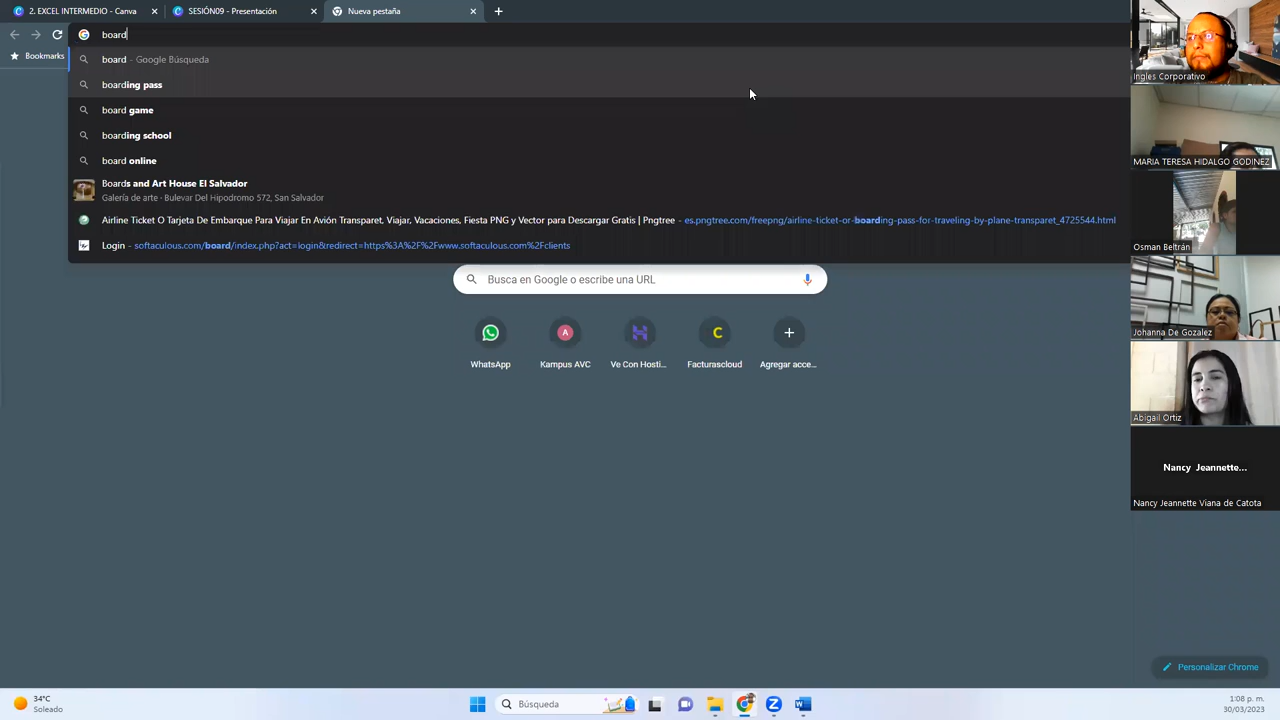 2. EXCEL INTERMEDIO - Canva
SESIÓN09 - Presentación
Nueva pestaña
board
Bookmarks
board - Google Búsqueda
boarding pass
board game
boarding school
board online
Boards and Art House El Salvador
Galería de arte · Bulevar Del Hipodromo 572, San Salvador
Airline Ticket O Tarjeta De Embarque Para Viajar En Avión Transparet, Viajar, Vacaciones, Fiesta PNG y Vector para Descargar Gratis | Pngtree - es.pngtree.com/freepng/airline-ticket-or-boarding-pass-for-traveling-by-plane-transparet_4725544.html
Login - softaculous.com/board/index.php?act=login&redirect=https%3A%2F%2Fwww.softaculous.com%2Fclients
Busca en Google o escribe una URL
WhatsApp
Kampus AVC
Ve Con Hosti...
Facturascloud
Agregar acce...
Ingles Corporativo
MARIA TERESA HIDALGO GODINEZ
Osman Beltrán
Johanna De Gozalez
Abigail Ortiz
Nancy Jeannette...
Nancy Jeannette Viana de Catota
Personalizar Chrome
34°C
Soleado
Búsqueda
1:08 p. m.
30/03/2023